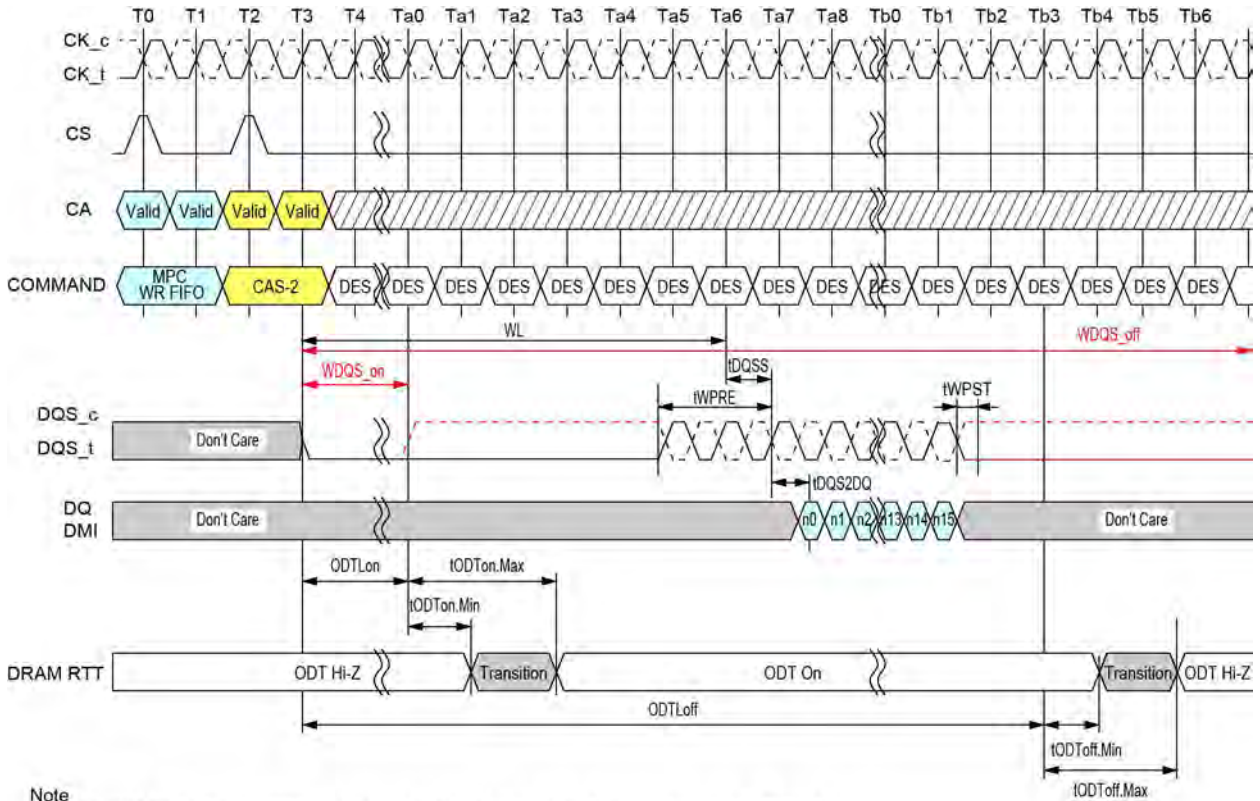 T0 T1 T2 T3 T4 Ta0 Ta1 Ta2 Ta3 Ta4 Ta5 Ta6 Ta7 Ta8 Tb0 Tb1 Tb2 Tb3 Tb4 Tb5 Tb6
CK_c
CK_t
CS
CA Valid Valid Valid Valid
COMMAND MPC WR FIFO CAS-2 DES DES DES DES DES DES DES DES DES DES DES DES DES DES DES DES DES
WL
WDQS_off
WDQS_on
tDQSS
tWPRE
tWPST
DQS_c
DQS_t
Don't Care
tDQS2DQ
DQ
DMI
Don't Care n0 n1 n2 n13 n14 n15 Don't Care
ODTLon tODTon.Max
tODTon.Min
DRAM RTT ODT Hi-Z Transition ODT On Transition ODT Hi-Z
ODTLoff
tODToff.Min
tODToff.Max
Note